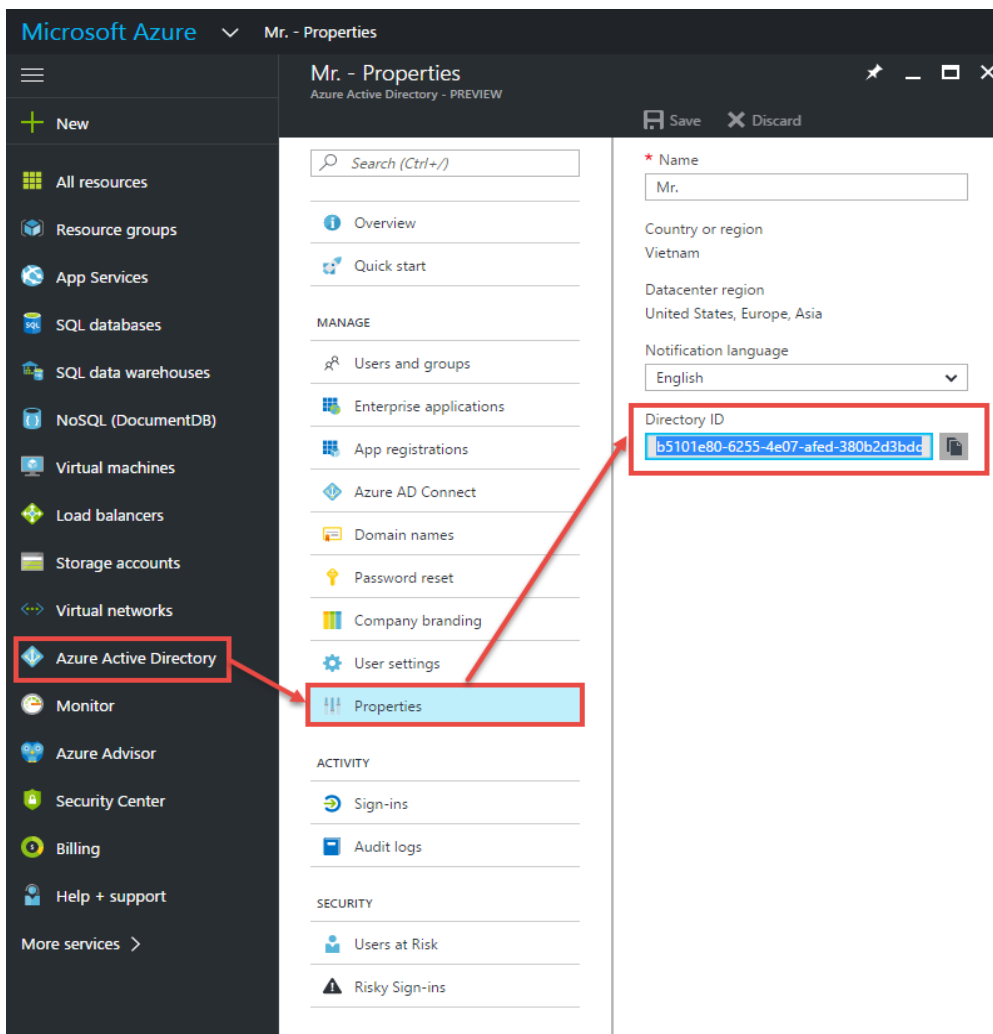 Microsoft Azure Mr. - Properties
Mr. - Properties
Azure Active Directory - PREVIEW
Save Discard
New
All resources
Resource groups
App Services
SQL databases
SQL data warehouses
NoSQL (DocumentDB)
Virtual machines
Load balancers
Storage accounts
Virtual networks
Azure Active Directory
Monitor
Azure Advisor
Security Center
Billing
Help + support
More services
Search (Ctrl+/)
Overview
Quick start
MANAGE
Users and groups
Enterprise applications
App registrations
Azure AD Connect
Domain names
Password reset
Company branding
User settings
Properties
ACTIVITY
Sign-ins
Audit logs
SECURITY
Users at Risk
Risky Sign-ins
* Name
Mr.
Country or region
Vietnam
Datacenter region
United States, Europe, Asia
Notification language
English
Directory ID
b5101e80-6255-4e07-afed-380b2d3bdc